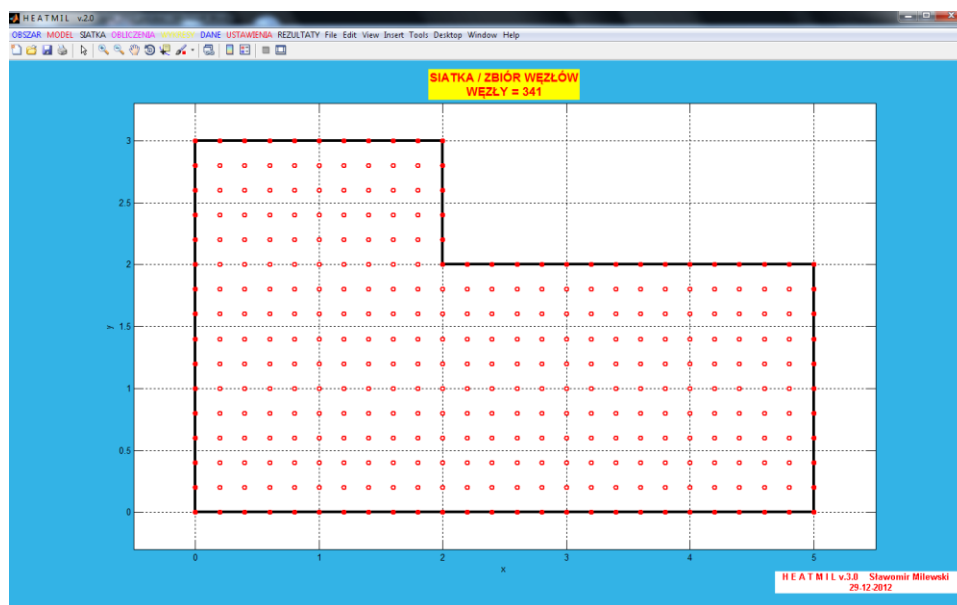 HEATMIL v.2.0
OBSZAR MODEL SIATKA OBLICZENIA DANE USTAWIENIA REZULTATY File Edit View Insert Tools Desktop Window Help
SIATKA / ZBIÓR WĘZŁÓW
WĘZŁY = 341
3
2.5
2
y 1.5
1
0.5
0
0 1 2 3 4 5
x
H E A T M I L v.3.0 Sławomir Milewski
29-12-2012